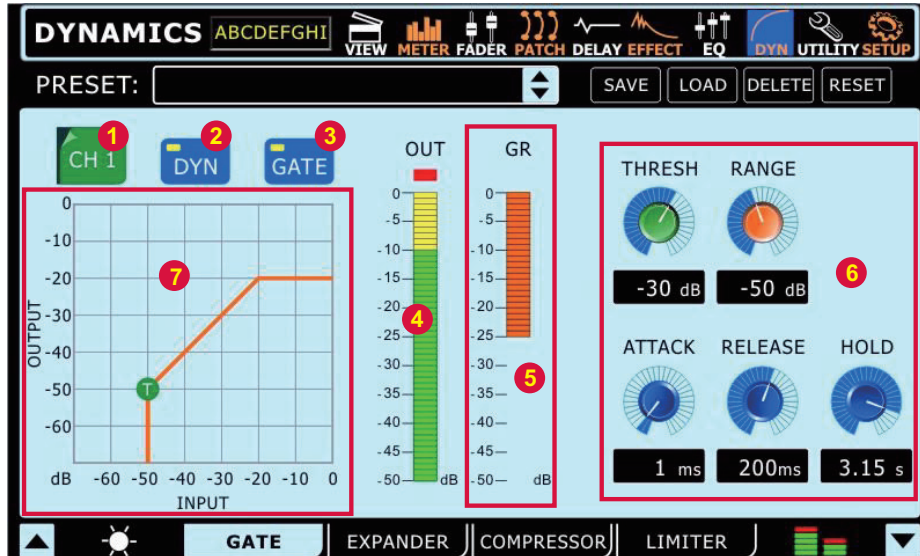 DYNAMICS ABCDEFGHI VIEW METER FADER PATCH DELAY EFFECT EQ DYN UTILITY SETUP
PRESET: SAVE LOAD DELETE RESET
CH 1 1 DYN 2 GATE 3
OUT
0
-5
-10
-15
-20
-25
-30
-35
-40
-45
-50 dB
4
GR
0
-5
-10
-15
-20
-25
-30
-35
-40
-45
-50 dB
5
THRESH RANGE
-30 dB -50 dB
6
ATTACK RELEASE HOLD
1 ms 200ms 3.15 s
0
-10
-20
-30
-40
-50
-60
OUTPUT
7
T
dB -60 -50 -40 -30 -20 -10 0
INPUT
GATE EXPANDER COMPRESSOR LIMITER